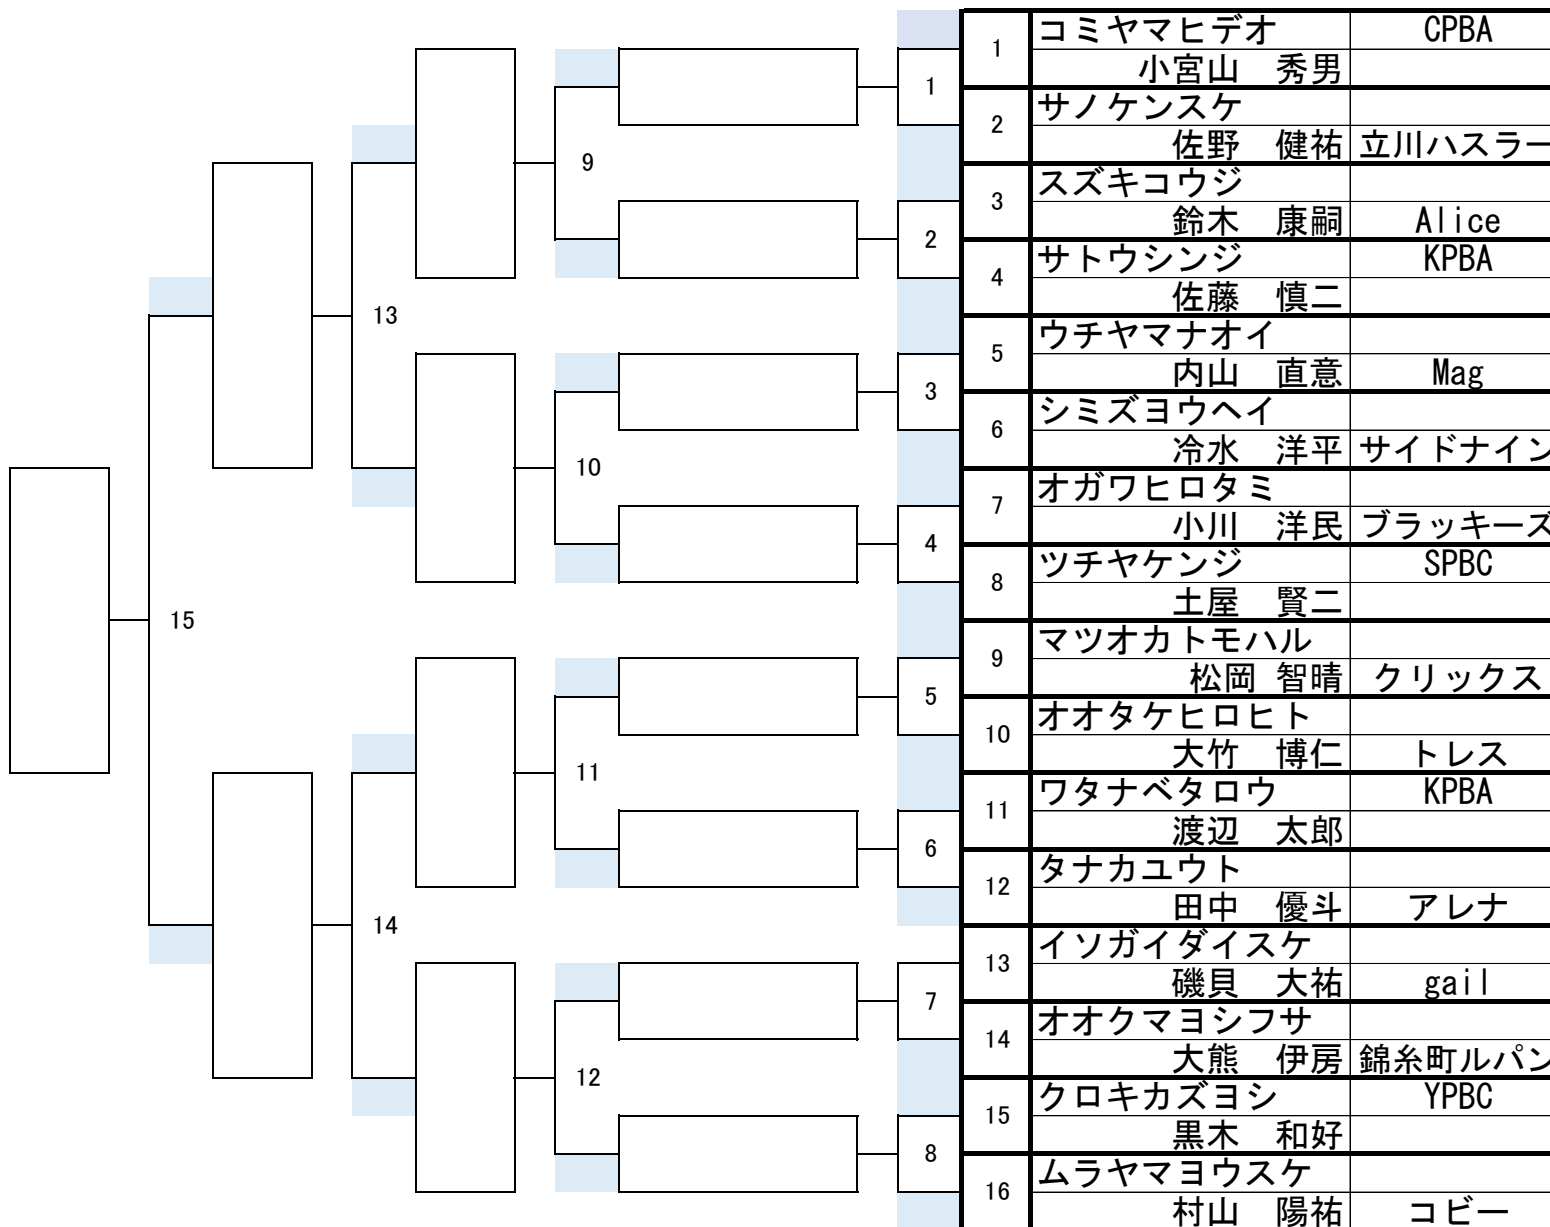 1 コミヤマヒデオ CPBA
小宮山　秀男
1
2 サノケンスケ
佐野　健祐 立川ハスラー
9
3 スズキコウジ
鈴木　康嗣 Alice
2
4 サトウシンジ KPBA
佐藤　慎二
13
5 ウチヤマナオイ
内山　直意 Mag
3
6 シミズヨウヘイ
冷水　洋平 サイドナイン
10
7 オガワヒロタミ
小川　洋民 ブラッキーズ
4
8 ツチヤケンジ SPBC
土屋　賢二
15
9 マツオカトモハル
松岡 智晴 クリックス
5
10 オオタケヒロヒト
大竹　博仁 トレス
11
11 ワタナベタロウ KPBA
渡辺　太郎
6
12 タナカユウト
田中　優斗 アレナ
14
13 イソガイダイスケ
磯貝　大祐 gail
7
14 オオクマヨシフサ
大熊　伊房 錦糸町ルパン
12
15 クロキカズヨシ YPBC
黒木　和好
8
16 ムラヤマヨウスケ
村山　陽祐 コビー